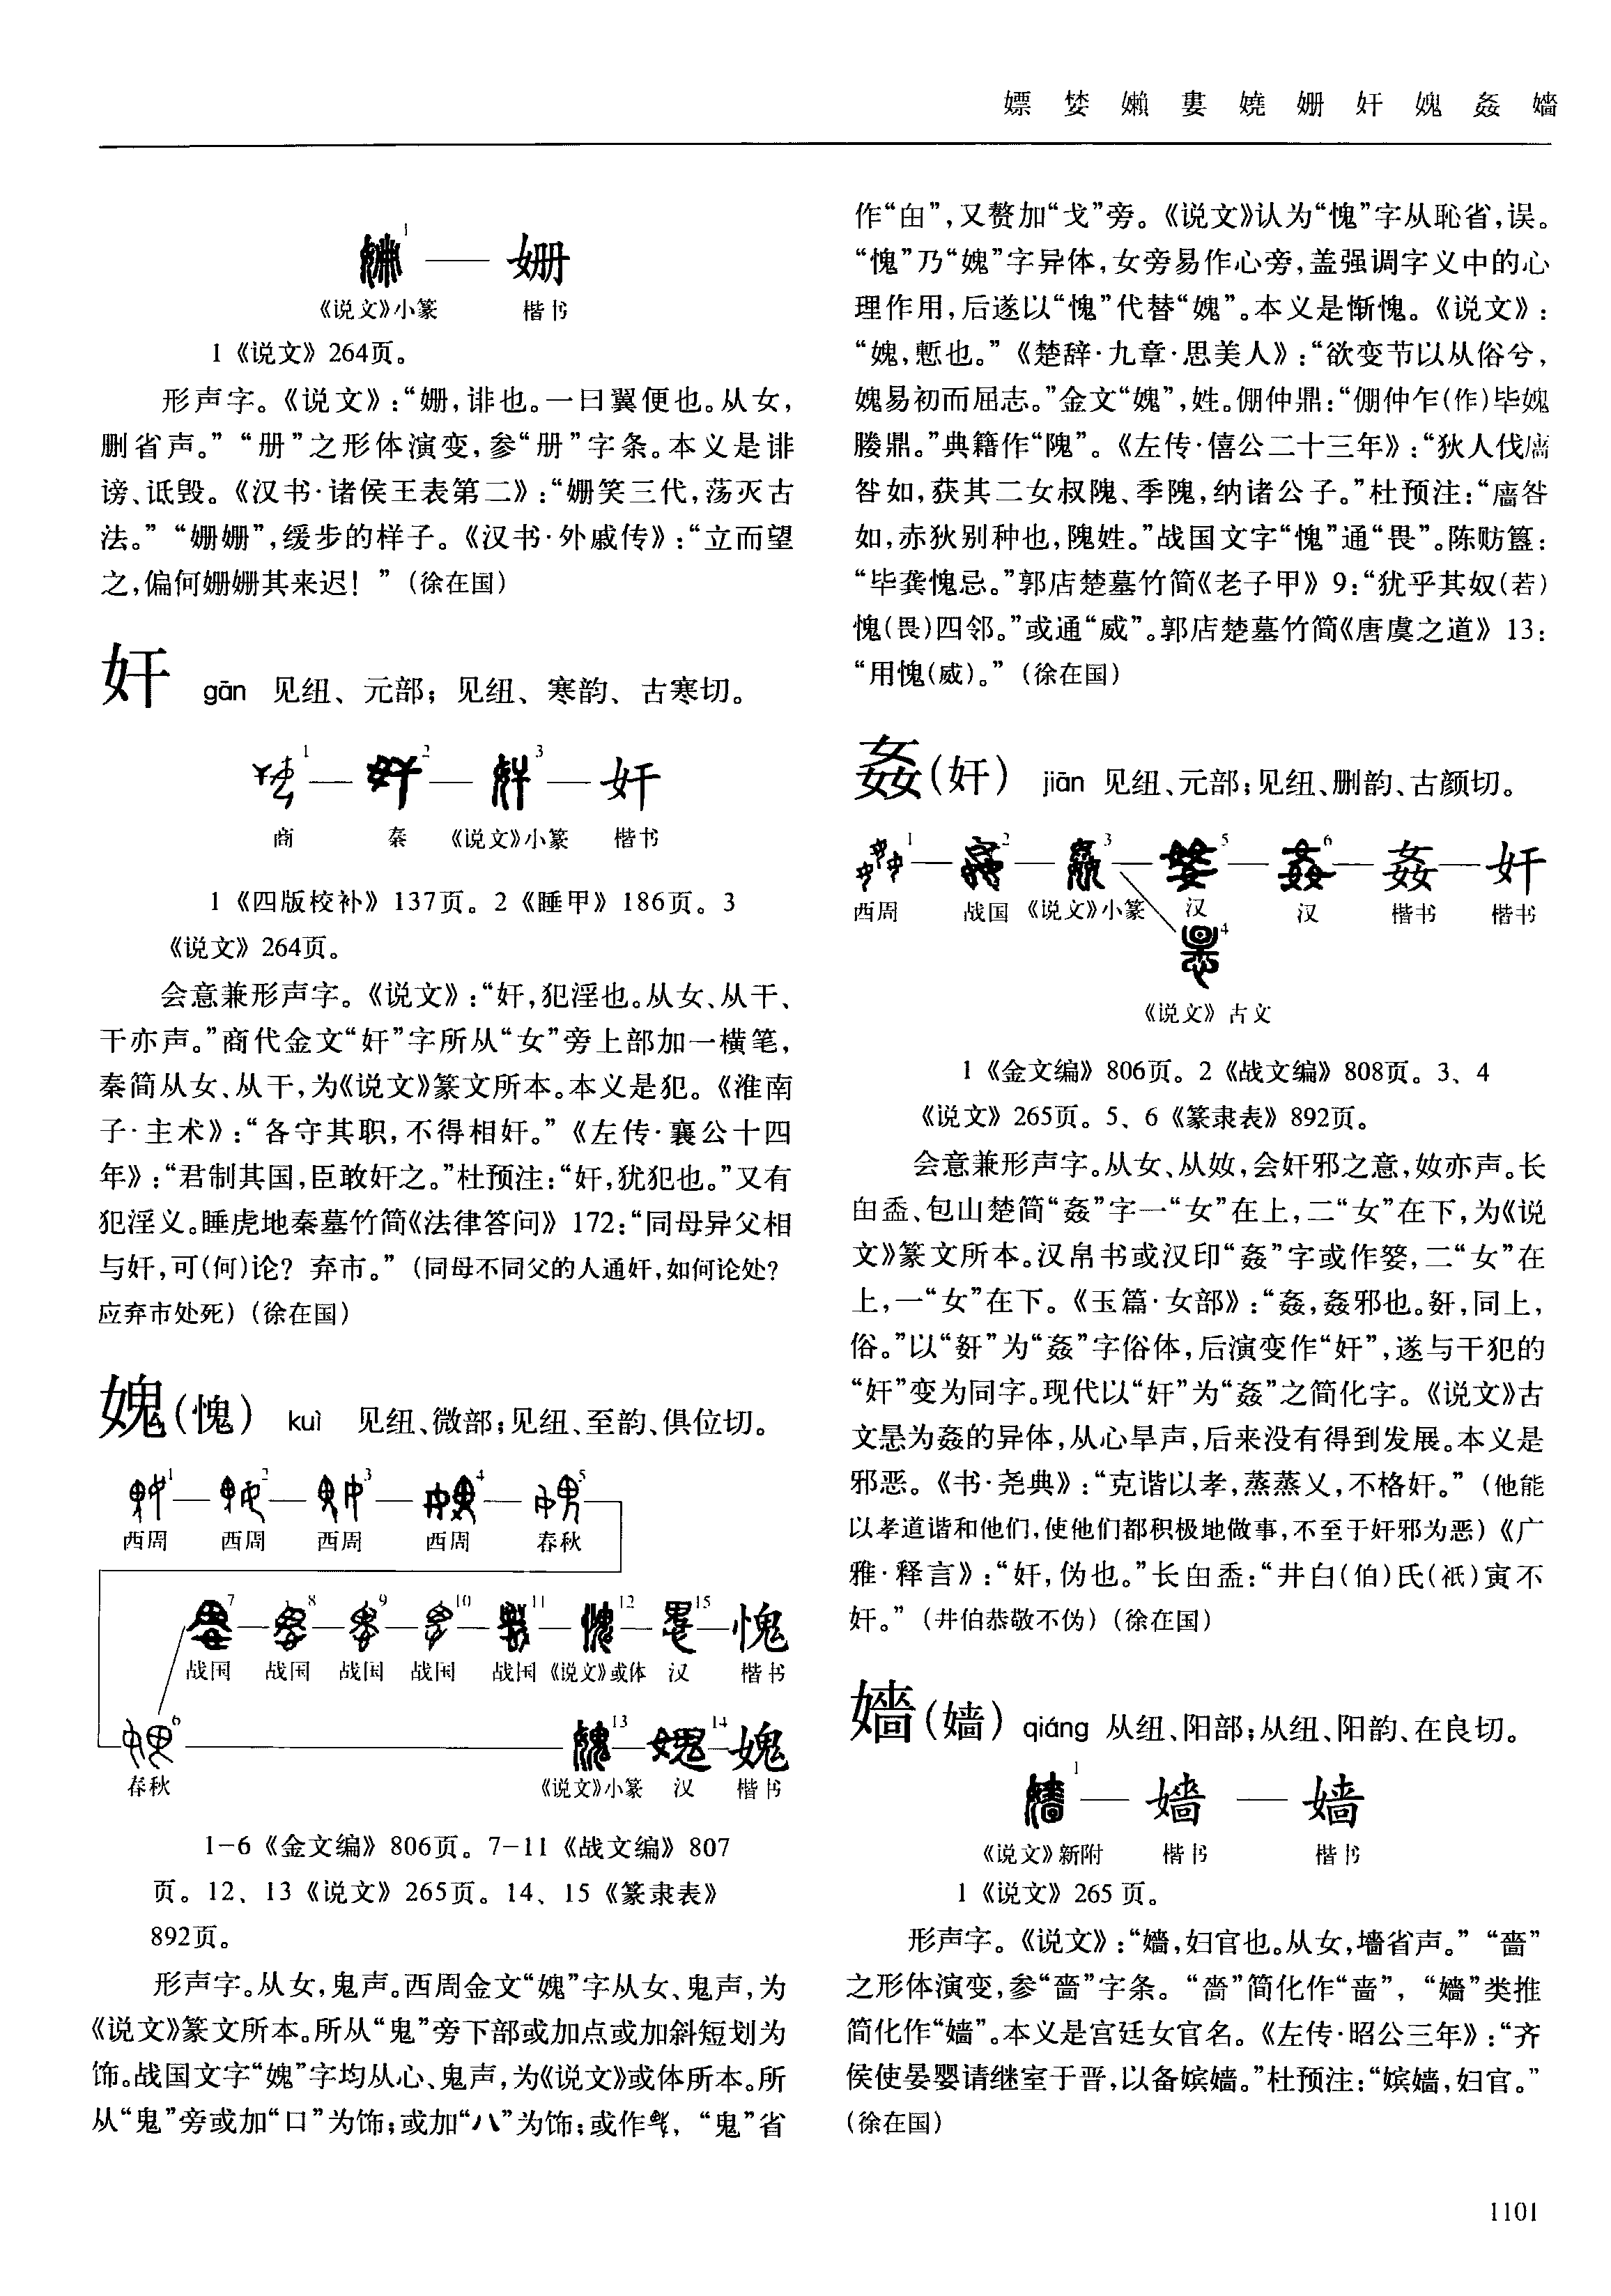 嫖 婪 嬾 婁 嬈 姍 奸 媿 姦 嬙
1
姗
《说文》小篆 楷书
1《说文》264页。
形声字。《说文》:“姗,诽也。一曰翼便也。从女,
删省声。”“册”之形体演变,参“册”字条。本义是诽
谤、诋毁。《汉书·诸侯王表第二》:“姗笑三代,荡灭古
法。”“姗姗”,缓步的样子。《汉书·外戚传》:“立而望
之,偏何姗姗其来迟!”(徐在国)
奸 gān 见纽、元部;见纽、寒韵、古寒切。
1 2 3 奸
商 秦 《说文》小篆 楷书
1《四版校补》137页。2《睡甲》186页。3
《说文》264页。
会意兼形声字。《说文》:“奸,犯淫也。从女、从干、
干亦声。”商代金文“奸”字所从“女”旁上部加一横笔,
秦简从女、从干,为《说文》篆文所本。本义是犯。《淮南
子·主术》:“各守其职,不得相奸。”《左传·襄公十四
年》:“君制其国,臣敢奸之。”杜预注:“奸,犹犯也。”又有
犯淫义。睡虎地秦墓竹简《法律答问》172:“同母异父相
与奸,可(何)论?弃市。”(同母不同父的人通奸,如何论处?
应弃市处死)(徐在国)
媿(愧) kuì 见纽、微部;见纽、至韵、俱位切。
1 2 3 4 5
西周 西周 西周 西周 春秋
7 8 9 10 11 12 15 愧
战国 战国 战国 战国 战国 《说文》或体 汉 楷书
6 13 14 媿
春秋 《说文》小篆 汉 楷书
1-6《金文编》806页。7-11《战文编》807
页。12、13《说文》265页。14、15《篆隶表》
892页。
形声字。从女,鬼声。西周金文“媿”字从女、鬼声,为
《说文》篆文所本。所从“鬼”旁下部或加点或加斜短划为
饰。战国文字“媿”字均从心、鬼声,为《说文》或体所本。所
从“鬼”旁或加“口”为饰;或加“八”为饰;或作,“鬼”省
作“甶”,又赘加“戈”旁。《说文》认为“愧”字从恥省,误。
“愧”乃“媿”字异体,女旁易作心旁,盖强调字义中的心
理作用,后遂以“愧”代替“媿”。本义是惭愧。《说文》:
“媿,慙也。”《楚辞·九章·思美人》:“欲变节以从俗兮,
媿易初而屈志。”金文“媿”,姓。倗仲鼎:“倗仲乍(作)毕媿
媵鼎。”典籍作“隗”。《左传·僖公二十三年》:“狄人伐廧
咎如,获其二女叔隗、季隗,纳诸公子。”杜预注:“廧咎
如,赤狄别种也,隗姓。”战国文字“愧”通“畏”。陈贩簋:
“毕龚愧忌。”郭店楚墓竹简《老子甲》9:“犹乎其奴(若)
愧(畏)四邻。”或通“威”。郭店楚墓竹简《唐虞之道》13:
“用愧(威)。”(徐在国)
姦(奸) jiān 见纽、元部;见纽、删韵、古颜切。
1 2 3 5 6 姦 奸
西周 战国 《说文》小篆 汉 汉 楷书 楷书
4
《说文》古文
1《金文编》806页。2《战文编》808页。3、4
《说文》265页。5、6《篆隶表》892页。
会意兼形声字。从女、从奻,会奸邪之意,奻亦声。长
甶盉、包山楚简“姦”字一“女”在上,二“女”在下,为《说
文》篆文所本。汉帛书或汉印“姦”字或作㛐,二“女”在
上,一“女”在下。《玉篇·女部》:“姦,姦邪也。姧,同上,
俗。”以“姧”为“姦”字俗体,后演变作“奸”,遂与干犯的
“奸”变为同字。现代以“奸”为“姦”之简化字。《说文》古
文悬为姦的异体,从心旱声,后来没有得到发展。本义是
邪恶。《书·尧典》:“克谐以孝,蒸蒸乂,不格奸。”(他能
以孝道谐和他们,使他们都积极地做事,不至于奸邪为恶)《广
雅·释言》:“奸,伪也。”长甶盉:“井白(伯)氏(祇)寅不
奸。”(井伯恭敬不伪)(徐在国)
嬙(嫱) qiáng 从纽、阳部;从纽、阳韵、在良切。
1 嬙 嫱
《说文》新附 楷书 楷书
1《说文》265页。
形声字。《说文》:“嬙,妇官也。从女,墙省声。”“嗇”
之形体演变,参“嗇”字条。“嗇”简化作“啬”,“嬙”类推
简化作“嫱”。本义是宫廷女官名。《左传·昭公三年》:“齐
侯使晏婴请继室于晋,以备嫔嫱。”杜预注:“嫔嫱,妇官。”
(徐在国)
1101